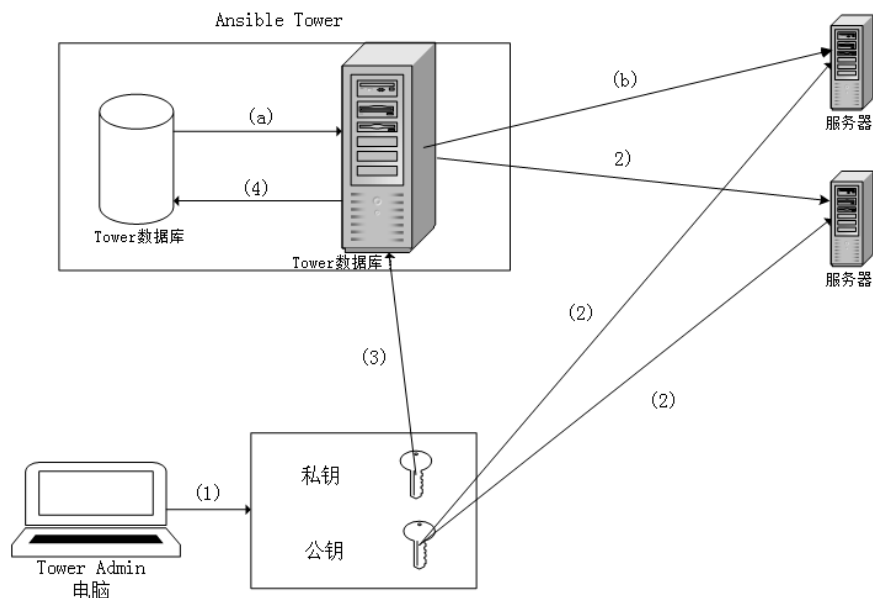 Ansible Tower
(a)
(b)
服务器
2)
(4)
Tower数据库
Tower数据库
服务器
(2)
(3)
(2)
私钥
(1)
公钥
Tower Admin
电脑